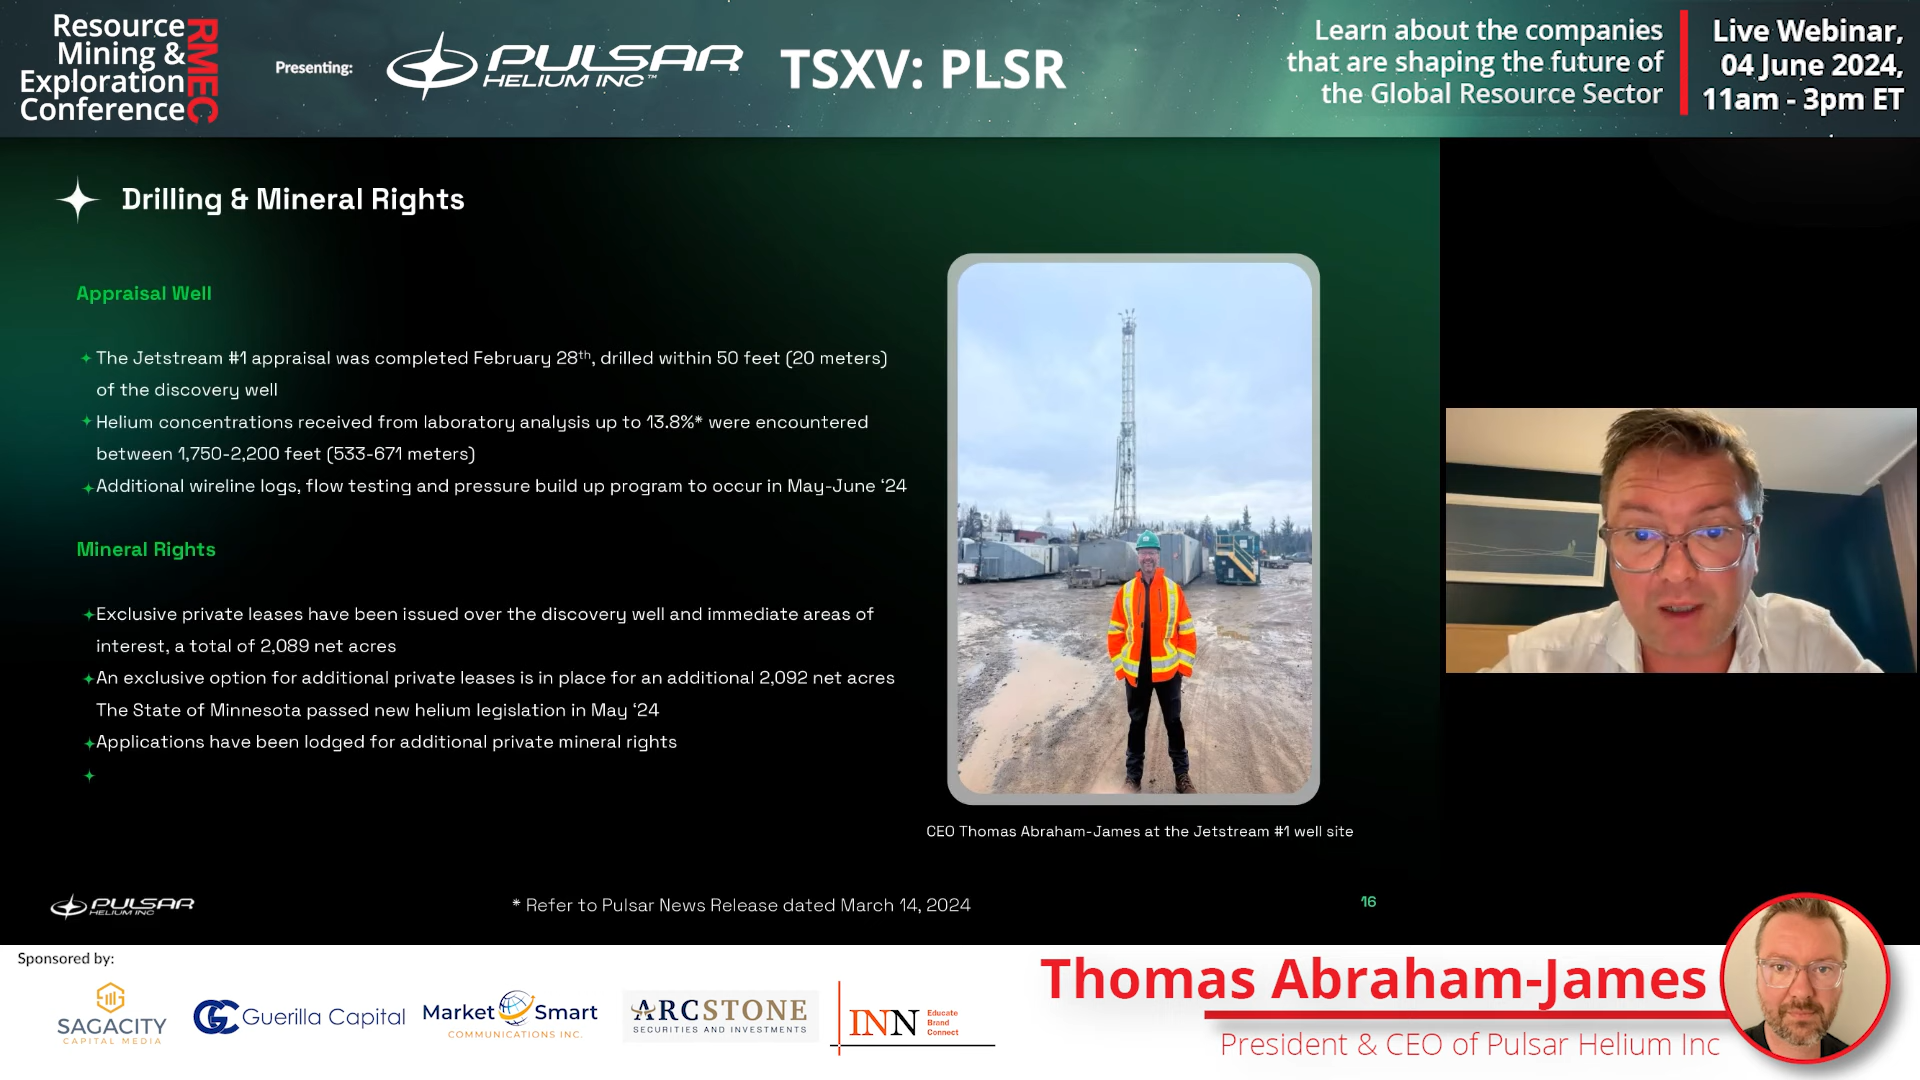 Resource
Mining &
Exploration
Conference
RMEC
Presenting:
PULSAR
HELIUM INC™
TSXV: PLSR
Learn about the companies
that are shaping the future of
the Global Resource Sector
Live Webinar,
04 June 2024,
11am - 3pm ET
Drilling & Mineral Rights
Appraisal Well
The Jetstream #1 appraisal was completed February 28th, drilled within 50 feet (20 meters)
of the discovery well
Helium concentrations received from laboratory analysis up to 13.8%* were encountered
between 1,750-2,200 feet (533-671 meters)
Additional wireline logs, flow testing and pressure build up program to occur in May-June ‘24
Mineral Rights
Exclusive private leases have been issued over the discovery well and immediate areas of
interest, a total of 2,089 net acres
An exclusive option for additional private leases is in place for an additional 2,092 net acres
The State of Minnesota passed new helium legislation in May ‘24
Applications have been lodged for additional private mineral rights
CEO Thomas Abraham-James at the Jetstream #1 well site
PULSAR
HELIUM INC
* Refer to Pulsar News Release dated March 14, 2024
16
Sponsored by:
SAGACITY
CAPITAL MEDIA
GC Guerilla Capital
Market Smart
COMMUNICATIONS INC.
ARCSTONE
SECURITIES AND INVESTMENTS
INN
Educate
Brand
Connect
Thomas Abraham-James
President & CEO of Pulsar Helium Inc